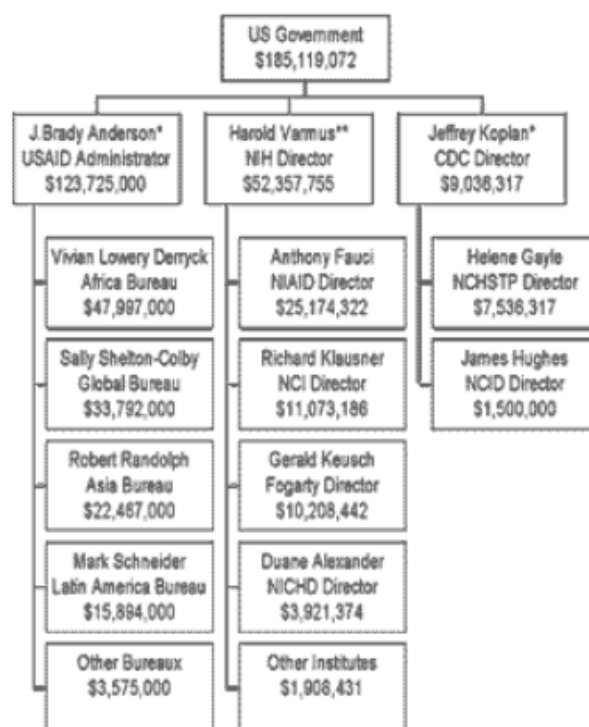 US Government
$185,119,072
J.Brady Anderson*
USAID Administrator
$123,725,000
Harold Varmus**
NIH Director
$52,357,755
Jeffrey Koplan*
CDC Director
$9,036,317
Vivian Lowery Derryck
Africa Bureau
$47,997,000
Anthony Fauci
NIAID Director
$25,174,322
Helene Gayle
NCHSTP Director
$7,536,317
Sally Shelton-Colby
Global Bureau
$33,792,000
Richard Klausner
NCI Director
$11,073,186
James Hughes
NCID Director
$1,500,000
Robert Randolph
Asia Bureau
$22,467,000
Gerald Keusch
Fogarty Director
$10,208,442
Mark Schneider
Latin America Bureau
$15,894,000
Duane Alexander
NICHD Director
$3,921,374
Other Bureaux
$3,575,000
Other Institutes
$1,908,431